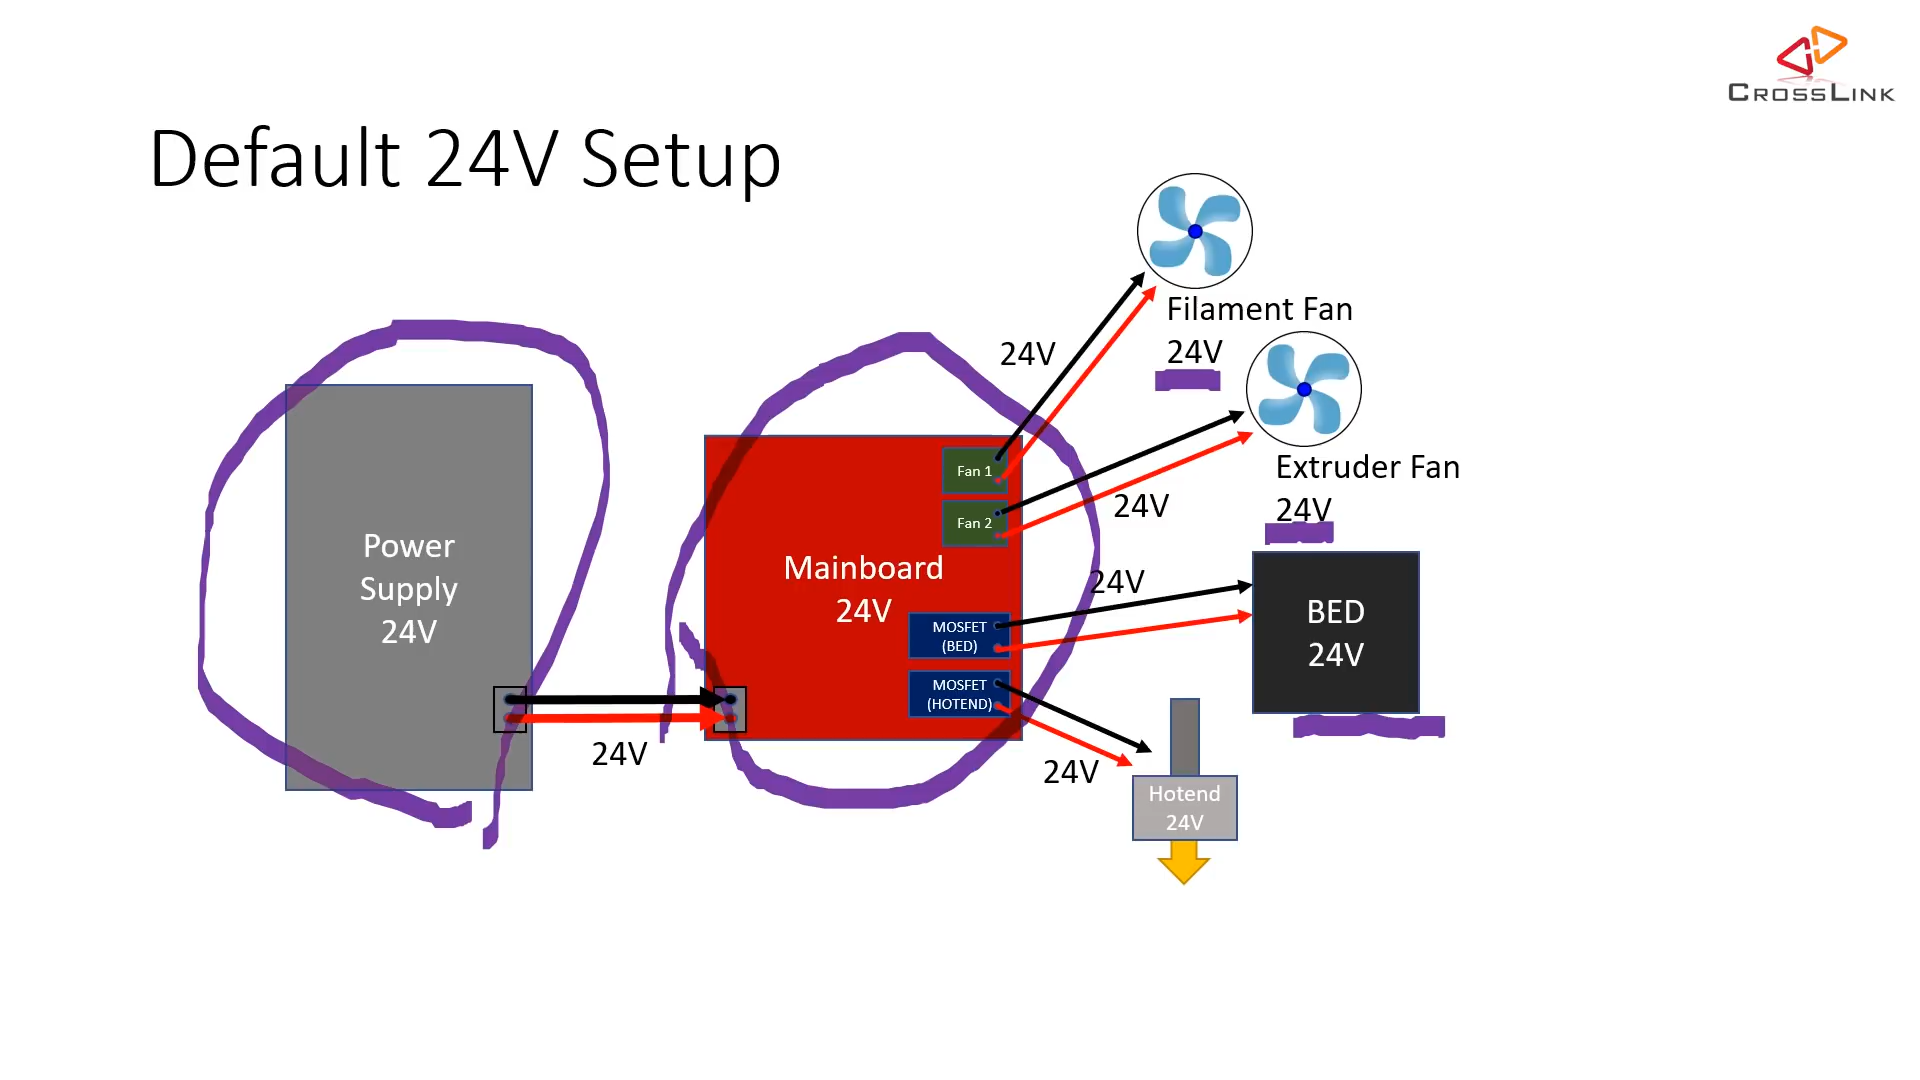 CROSSLINK
Default 24V Setup
Filament Fan
24V
24V
Extruder Fan
24V
24V
Fan 1
Fan 2
Power
Supply
24V
Mainboard
24V
24V
BED
24V
MOSFET
(BED)
MOSFET
(HOTEND)
24V
24V
Hotend
24V